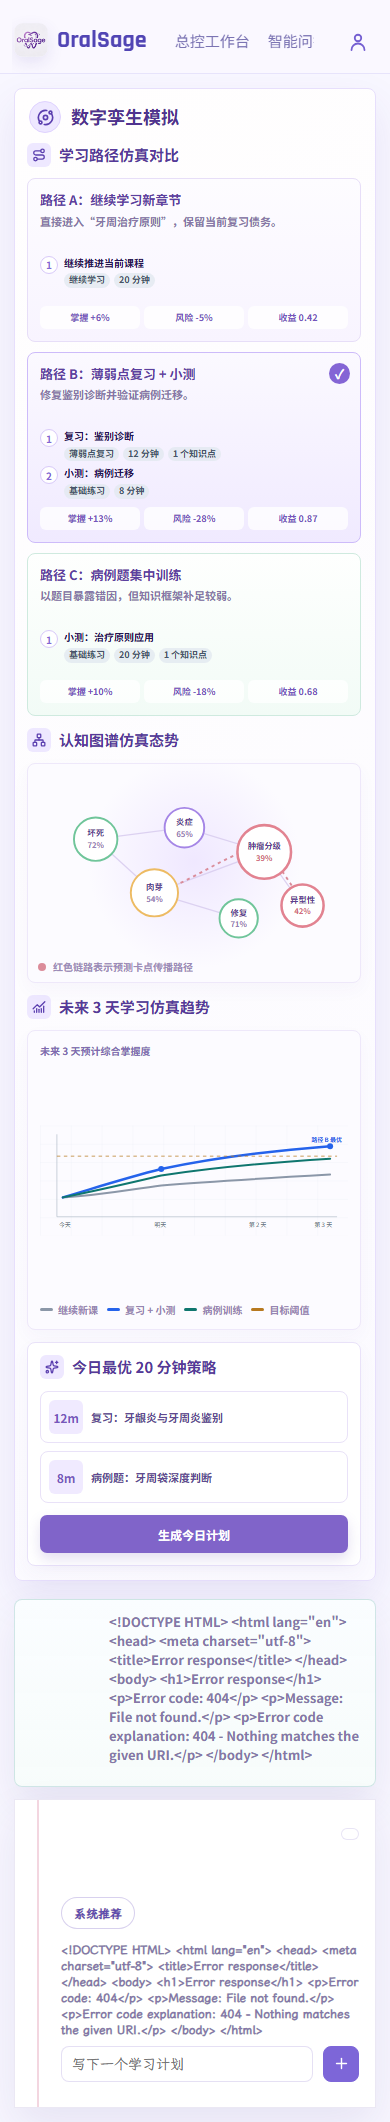 OralSage
OralSage
总控工作台 智能问
数字孪生模拟
学习路径仿真对比
路径 A：继续学习新章节
直接进入“牙周治疗原则”，保留当前复习债务。
1 继续推进当前课程
继续学习 20 分钟
掌握 +6% 风险 -5% 收益 0.42
路径 B：薄弱点复习 + 小测
修复鉴别诊断并验证病例迁移。
1 复习：鉴别诊断
薄弱点复习 12 分钟 1 个知识点
2 小测：病例迁移
基础练习 8 分钟
掌握 +13% 风险 -28% 收益 0.87
路径 C：病例题集中训练
以题目暴露错因，但知识框架补足较弱。
1 小测：治疗原则应用
基础练习 20 分钟 1 个知识点
掌握 +10% 风险 -18% 收益 0.68
认知图谱仿真态势
炎症
65%
坏死
72%
肿瘤分级
39%
肉芽
54%
异型性
42%
修复
71%
红色链路表示预测卡点传播路径
未来 3 天学习仿真趋势
未来 3 天预计综合掌握度
路径 B 最优
今天 明天 第 2 天 第 3 天
继续新课 复习 + 小测 病例训练 目标阈值
今日最优 20 分钟策略
12m 复习：牙龈炎与牙周炎鉴别
8m 病例题：牙周袋深度判断
生成今日计划
<!DOCTYPE HTML> <html lang="en">
<head> <meta charset="utf-8">
<title>Error response</title> </head>
<body> <h1>Error response</h1>
<p>Error code: 404</p> <p>Message:
File not found.</p> <p>Error code
explanation: 404 - Nothing matches the
given URI.</p> </body> </html>
系统推荐
<!DOCTYPE HTML> <html lang="en"> <head> <meta
charset="utf-8"> <title>Error response</title>
</head> <body> <h1>Error response</h1> <p>Error
code: 404</p> <p>Message: File not found.</p>
<p>Error code explanation: 404 - Nothing matches
the given URI.</p> </body> </html>
写下一个学习计划